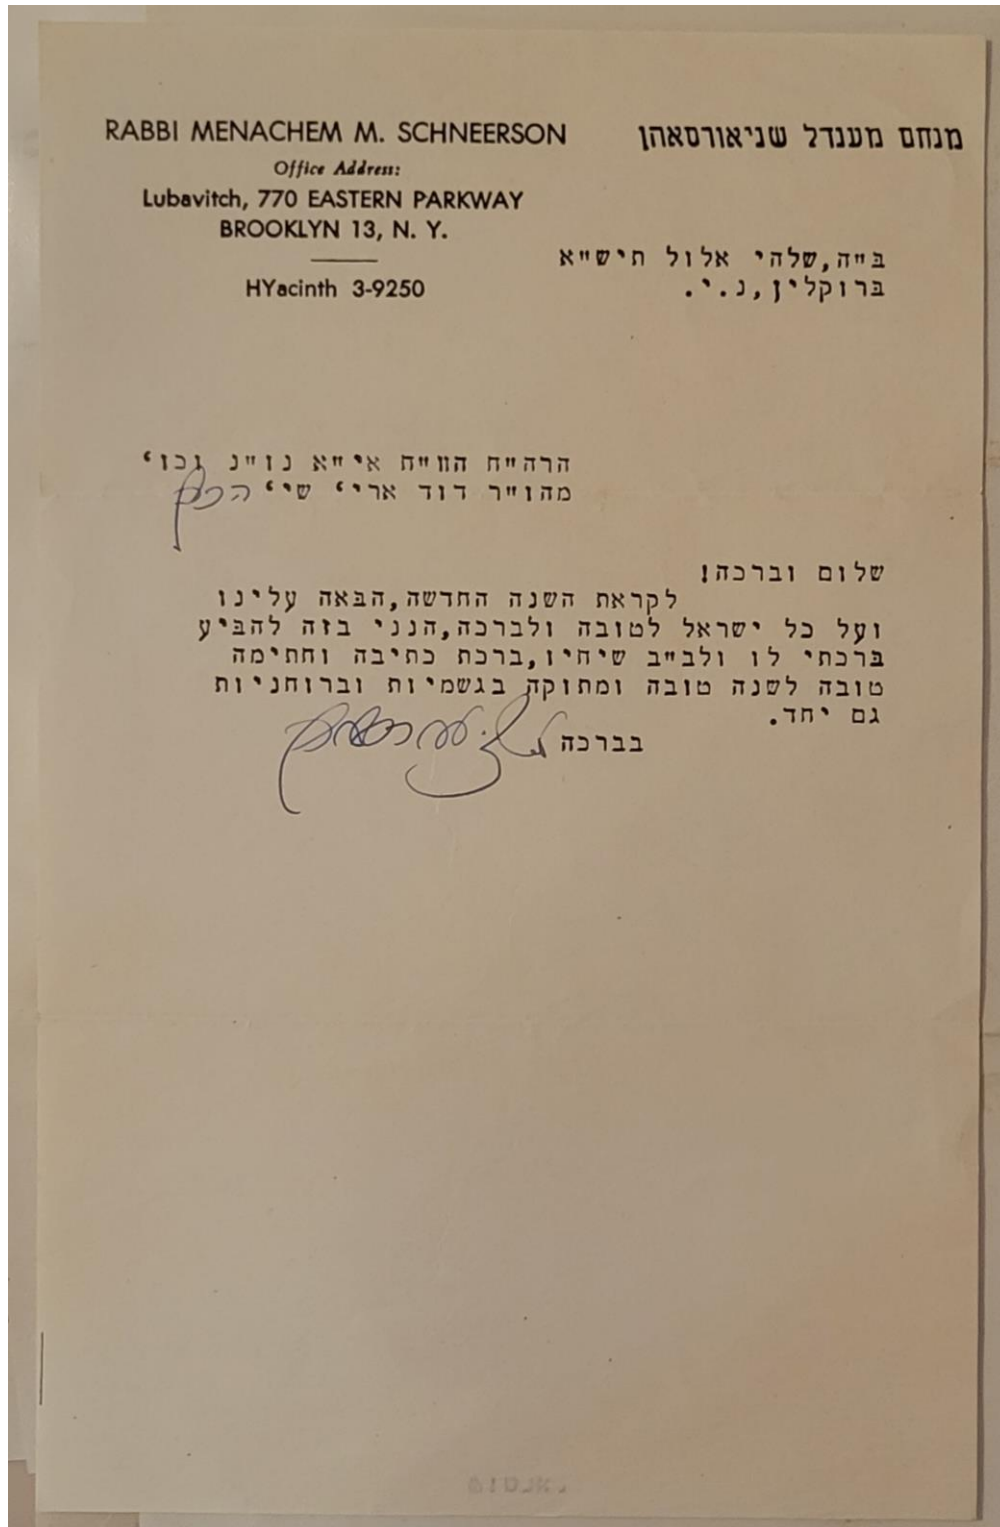 RABBI MENACHEM M. SCHNEERSON
Office Address:
Lubavitch, 770 EASTERN PARKWAY
BROOKLYN 13, N. Y.
HYacinth 3-9250
מנחם מענדל שניאורסאהן
ב"ה,שלהי אלול תיש"א
ברוקלין,נ.י.
הרה"ח הוו"ח אי"א נו"נ וכו'
מהו"ר דוד ארי' שי' הכהן
שלום וברכה!
לקראת השנה החדשה,הבאה עלינו
ועל כל ישראל לטובה ולברכה,הנני בזה להביע
ברכתי לו ולב"ב שיחיו,ברכת כתיבה וחתימה
טובה לשנה טובה ומתוקה בגשמיות וברוחניות
גם יחד.
בברכה